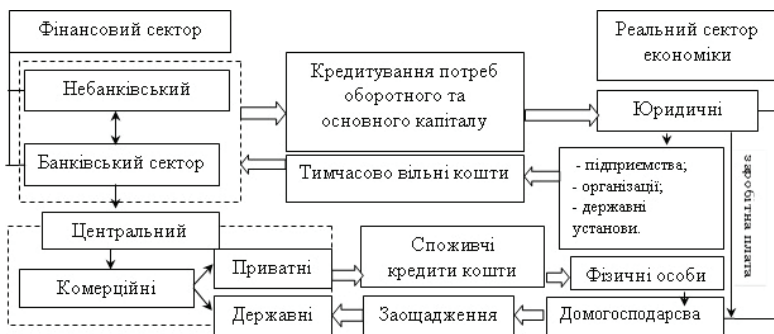 Фінансовий сектор
Реальний сектор
економіки
Небанківський
Кредитування потреб
оборотного та
основного капіталу
Юридичні
Банківський сектор
Тимчасово вільні кошти
- підприємства;
- організації;
- державні
установи.
заробітна плата
Центральний
Приватні
Споживчі
кредити кошти
Фізичні особи
Комерційні
Державні
Заощадження
Домогосподарсва